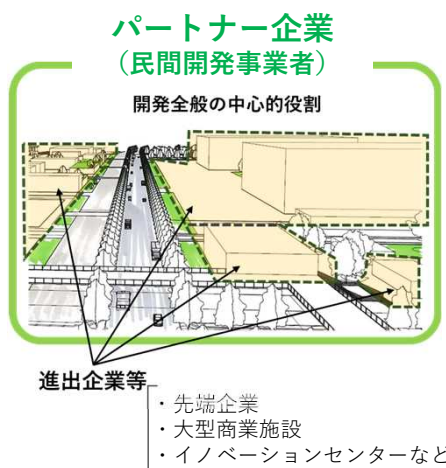 パートナー企業
（民間開発事業者）
開発全般の中心的役割
進出企業等
・先端企業
・大型商業施設
・イノベーションセンターなど